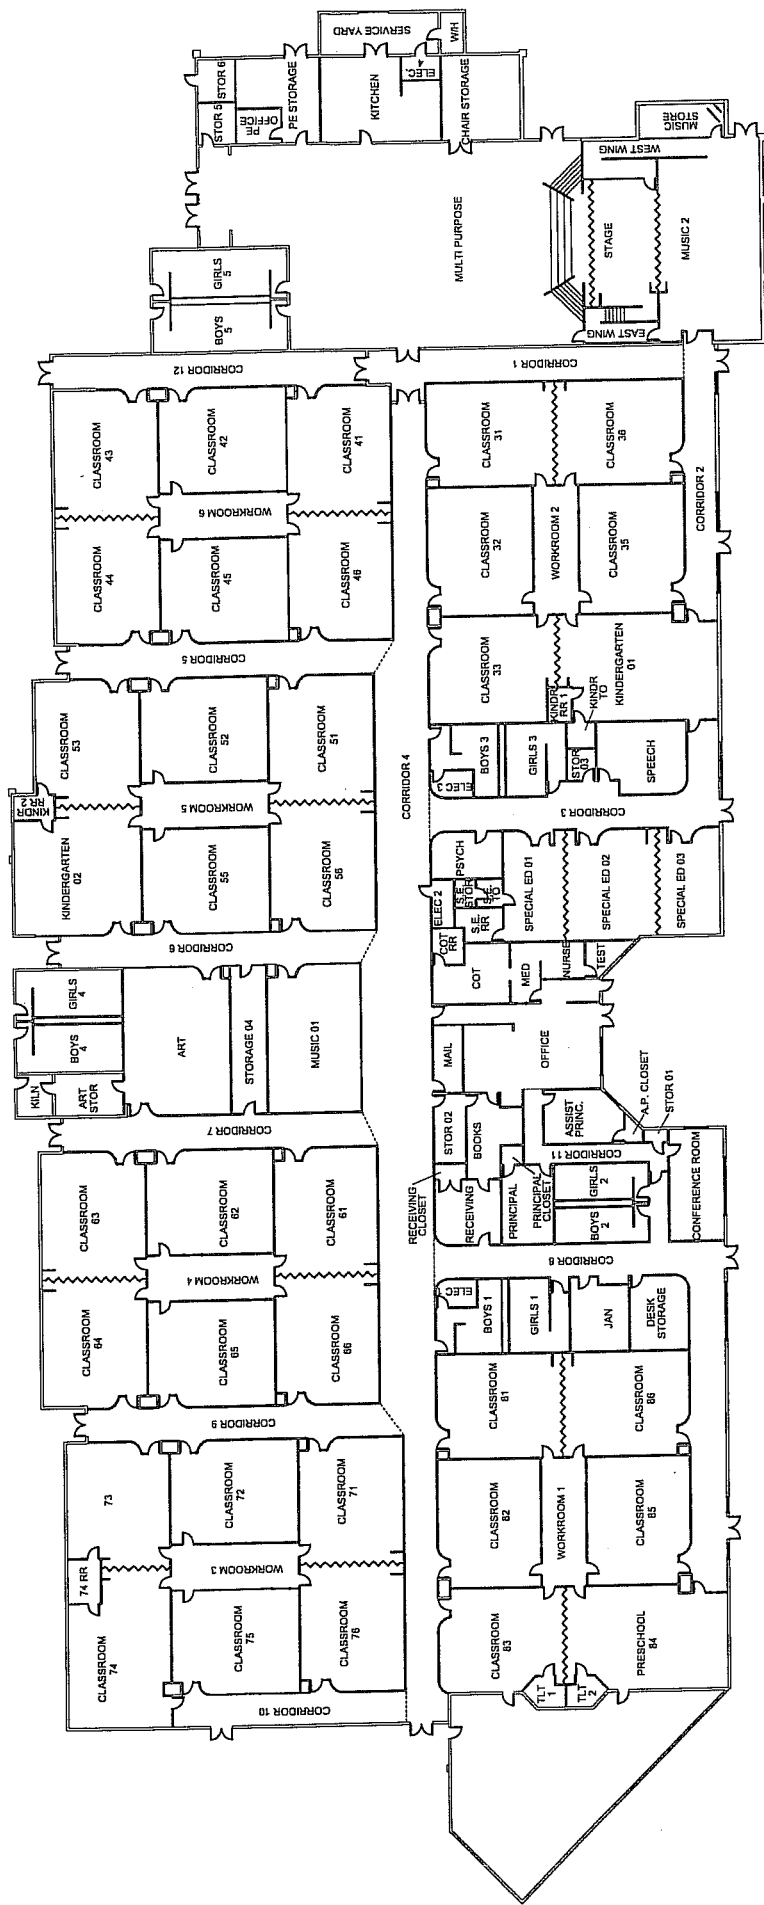 SERVICE YARD
W/H
STOR 6
STOR 5
PE
OFFICE
PE STORAGE
KITCHEN
ELEC.
4
CHAIR STORAGE
MUSIC
STORE
WEST WING
MULTI PURPOSE
STAGE
MUSIC 2
EAST WING
GIRLS
5
BOYS
5
CORRIDOR 12
CORRIDOR 1
CLASSROOM
43
CLASSROOM
42
CLASSROOM
41
CLASSROOM
31
CLASSROOM
36
CORRIDOR 2
WORKROOM 6
CLASSROOM
44
CLASSROOM
45
CLASSROOM
46
CLASSROOM
32
WORKROOM 2
CLASSROOM
35
CORRIDOR 5
CLASSROOM
33
KINDERGARTEN
01
KINDR
RR 1
KINDR
TO
CLASSROOM
53
CLASSROOM
52
CLASSROOM
51
CORRIDOR 4
ELEC 3
BOYS 3
GIRLS 3
STOR
03
SPEECH
KINDR
RR 2
WORKROOM 5
CORRIDOR 3
KINDERGARTEN
02
CLASSROOM
55
CLASSROOM
56
PSYCH
ELEC 2
S.E.
STOR
S.E.
TO
S.E.
RR
SPECIAL ED 01
SPECIAL ED 02
SPECIAL ED 03
CORRIDOR 6
COT
RR
COT
MED
NURSE
TEST
GIRLS
4
BOYS
4
KILN
ART
STOR
ART
STORAGE 04
MUSIC 01
MAIL
OFFICE
A.P. CLOSET
STOR 01
CORRIDOR 7
STOR 02
BOOKS
ASSIST
PRINC.
CORRIDOR 11
RECEIVING
CLOSET
RECEIVING
PRINCIPAL
PRINCIPAL
CLOSET
GIRLS
2
BOYS
2
CONFERENCE ROOM
CLASSROOM
63
CLASSROOM
62
CLASSROOM
61
CORRIDOR 8
WORKROOM 4
CLASSROOM
64
CLASSROOM
65
CLASSROOM
66
ELEC
BOYS 1
GIRLS 1
JAN
DESK
STORAGE
CORRIDOR 9
CLASSROOM
81
CLASSROOM
86
73
CLASSROOM
72
CLASSROOM
71
CLASSROOM
82
WORKROOM 1
CLASSROOM
85
74 RR
WORKROOM 3
CLASSROOM
74
CLASSROOM
75
CLASSROOM
76
CLASSROOM
83
PRESCHOOL
84
TLT
1
TLT
2
CORRIDOR 10